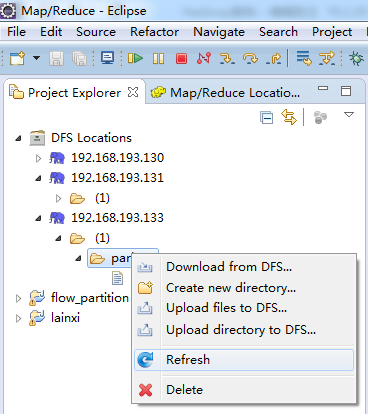 Map/Reduce - Eclipse
File Edit Source Refactor Navigate Search Project
Project Explorer Map/Reduce Locatio...
DFS Locations
192.168.193.130
192.168.193.131
(1)
192.168.193.133
(1)
Download from DFS...
Create new directory...
Upload files to DFS...
Upload directory to DFS...
flow_partition
lainxi
Refresh
Delete